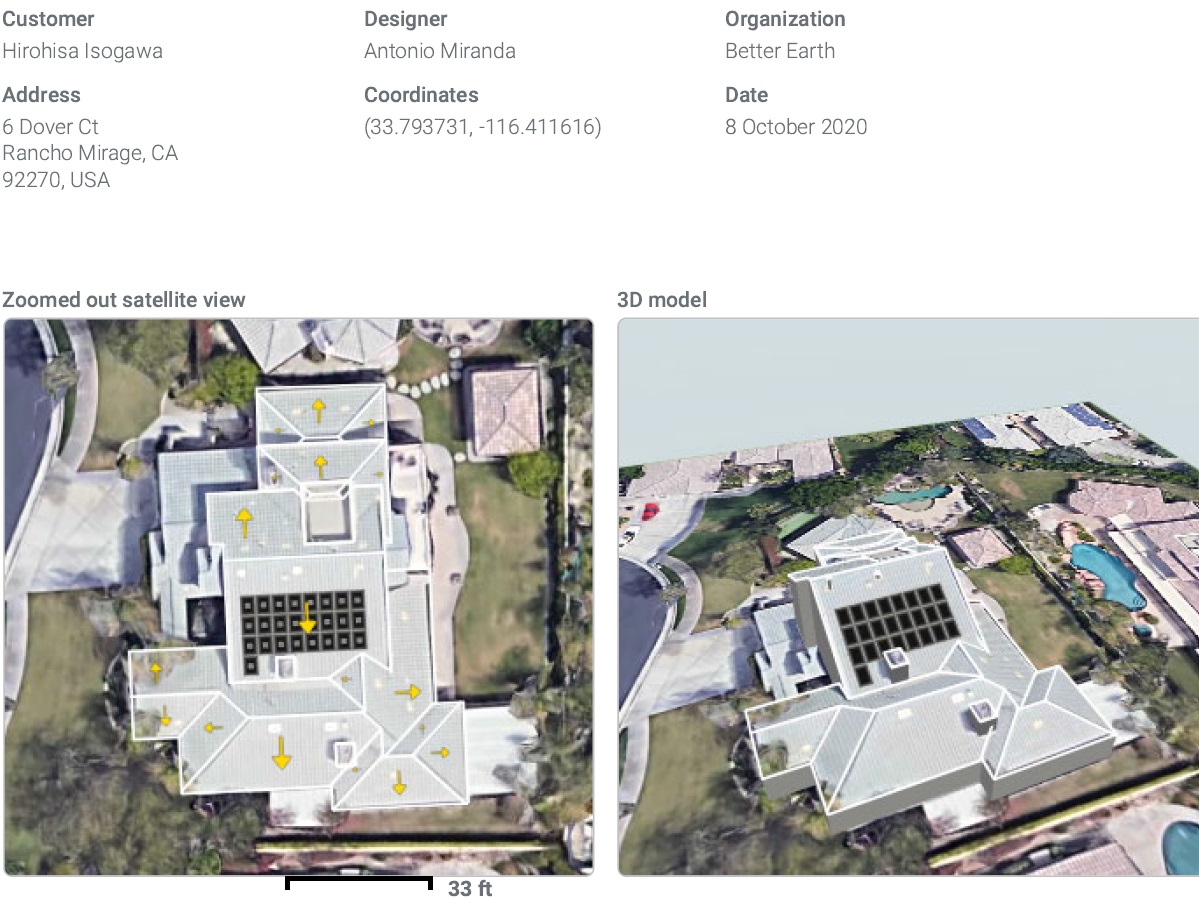 Customer
Hirohisa Isogawa
Designer
Antonio Miranda
Organization
Better Earth
Address
6 Dover Ct
Rancho Mirage, CA
92270, USA
Coordinates
(33.793731, -116.411616)
Date
8 October 2020
Zoomed out satellite view
3D model
33 ft